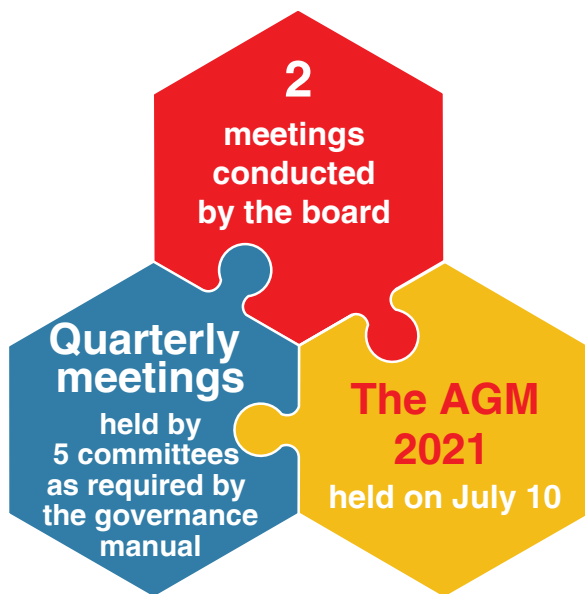 2
meetings
conducted
by the board
Quarterly
meetings
held by
5 committees
as required by
the governance
manual
The AGM
2021
held on July 10